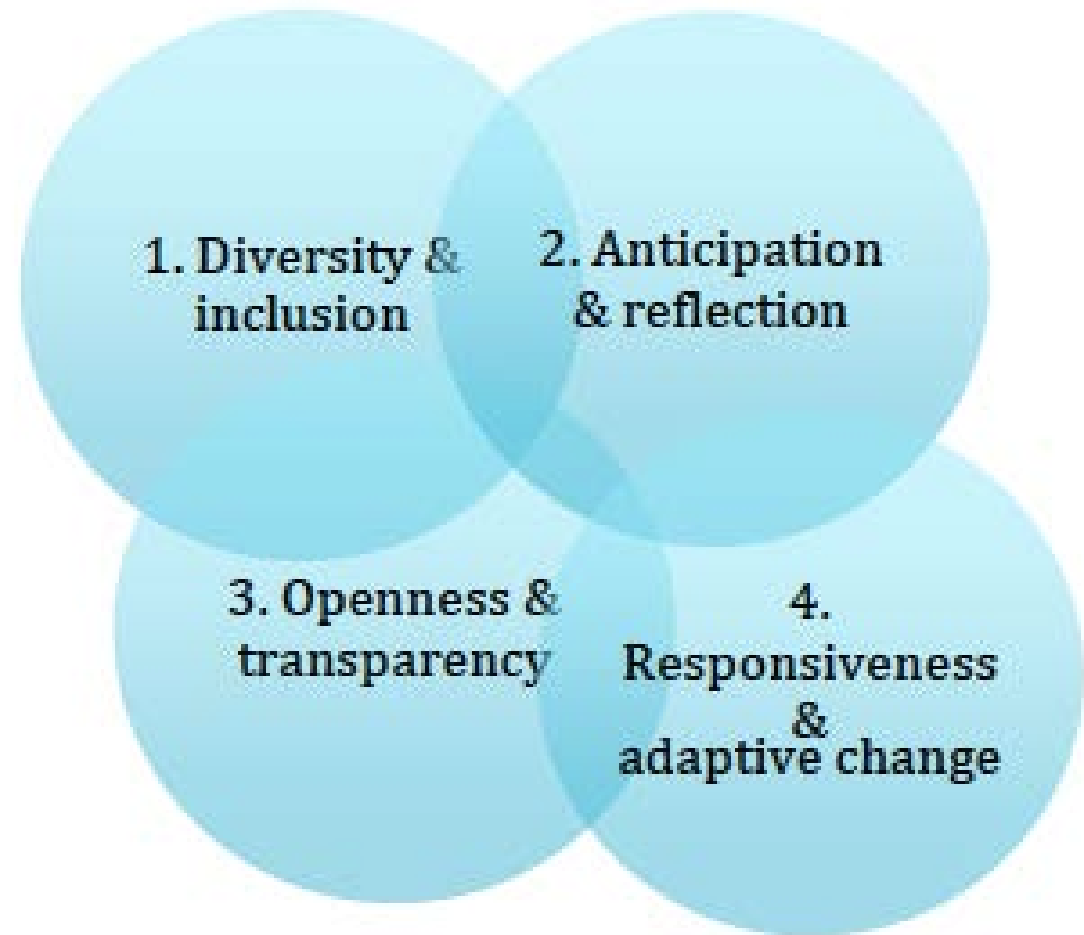 1. Diversity &
inclusion
2. Anticipation
& reflection
3. Openness &
transparency
4.
Responsiveness
&
adaptive change